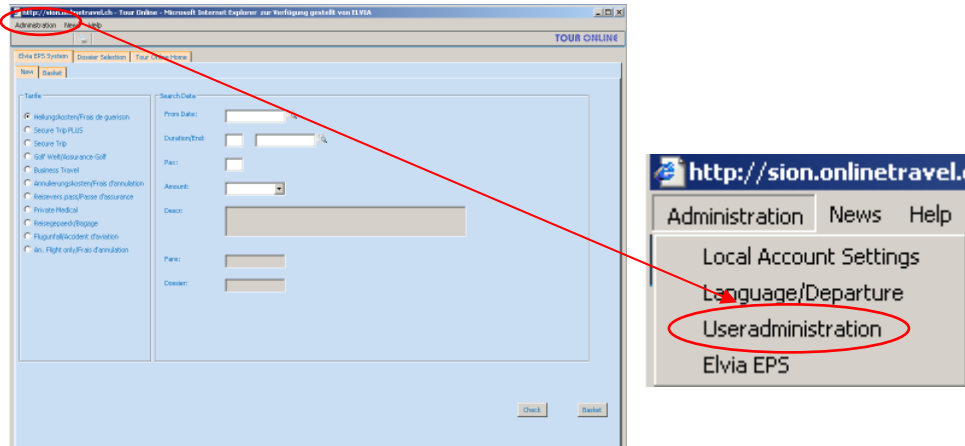 http://sion.onlinetravel.ch - Tour Online - Microsoft Internet Explorer zur Verfügung gestellt von ELVIA
Administration News Help
TOUR ONLINE
Elvia EPS System Dossier Selection Tour Online Home
New Basket
Tarife
Heilungskosten/Frais de guerison
Secure Trip PLUS
Secure Trip
Golf Welt/Assurance Golf
Business Travel
Annulierungskosten/Frais d'annulation
Reisevers.pass/Passe d'assurance
Private Medical
Reisegepaeck/Bagage
Flugunfall/Accident d'aviation
An. Flight only/Frais d'annulation
Search Data
From Date:
Duration/End:
Pax:
Amount:
Descr:
Pars:
Dossier:
Check Basket
http://sion.onlinetravel.c
Administration News Help
Local Account Settings
Language/Departure
Useradministration
Elvia EPS